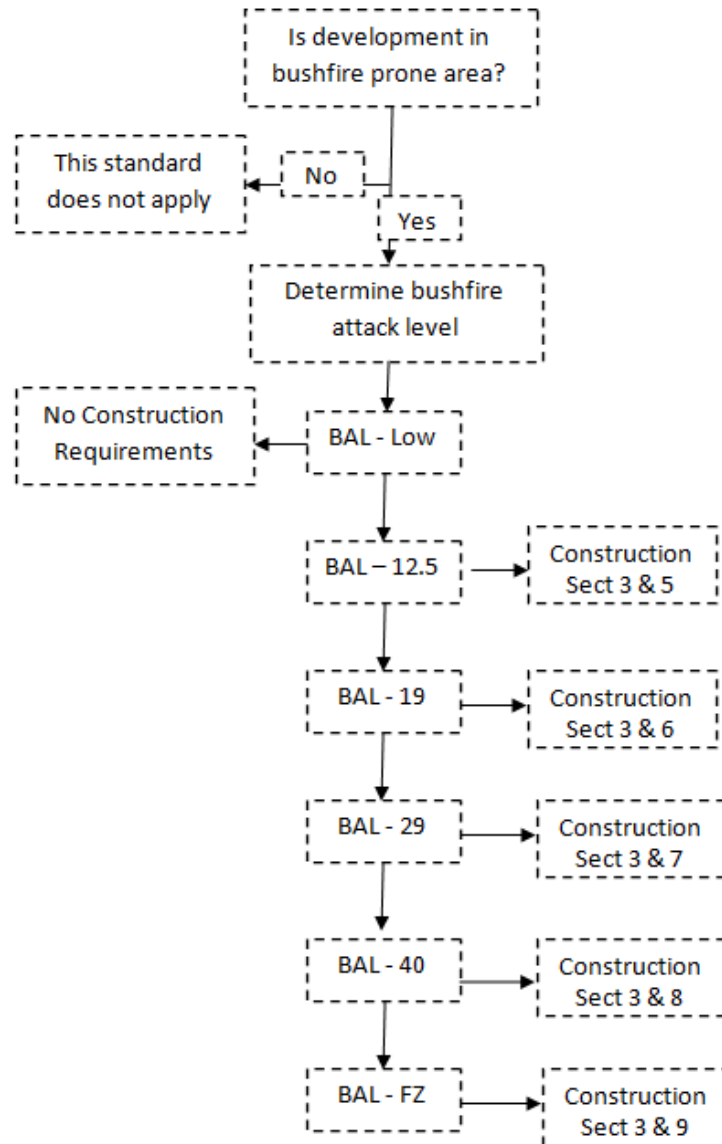 Is development in
bushfire prone area?
This standard
does not apply
No
Yes
Determine bushfire
attack level
No Construction
Requirements
BAL - Low
BAL – 12.5
Construction
Sect 3 & 5
BAL - 19
Construction
Sect 3 & 6
BAL - 29
Construction
Sect 3 & 7
BAL - 40
Construction
Sect 3 & 8
BAL - FZ
Construction
Sect 3 & 9